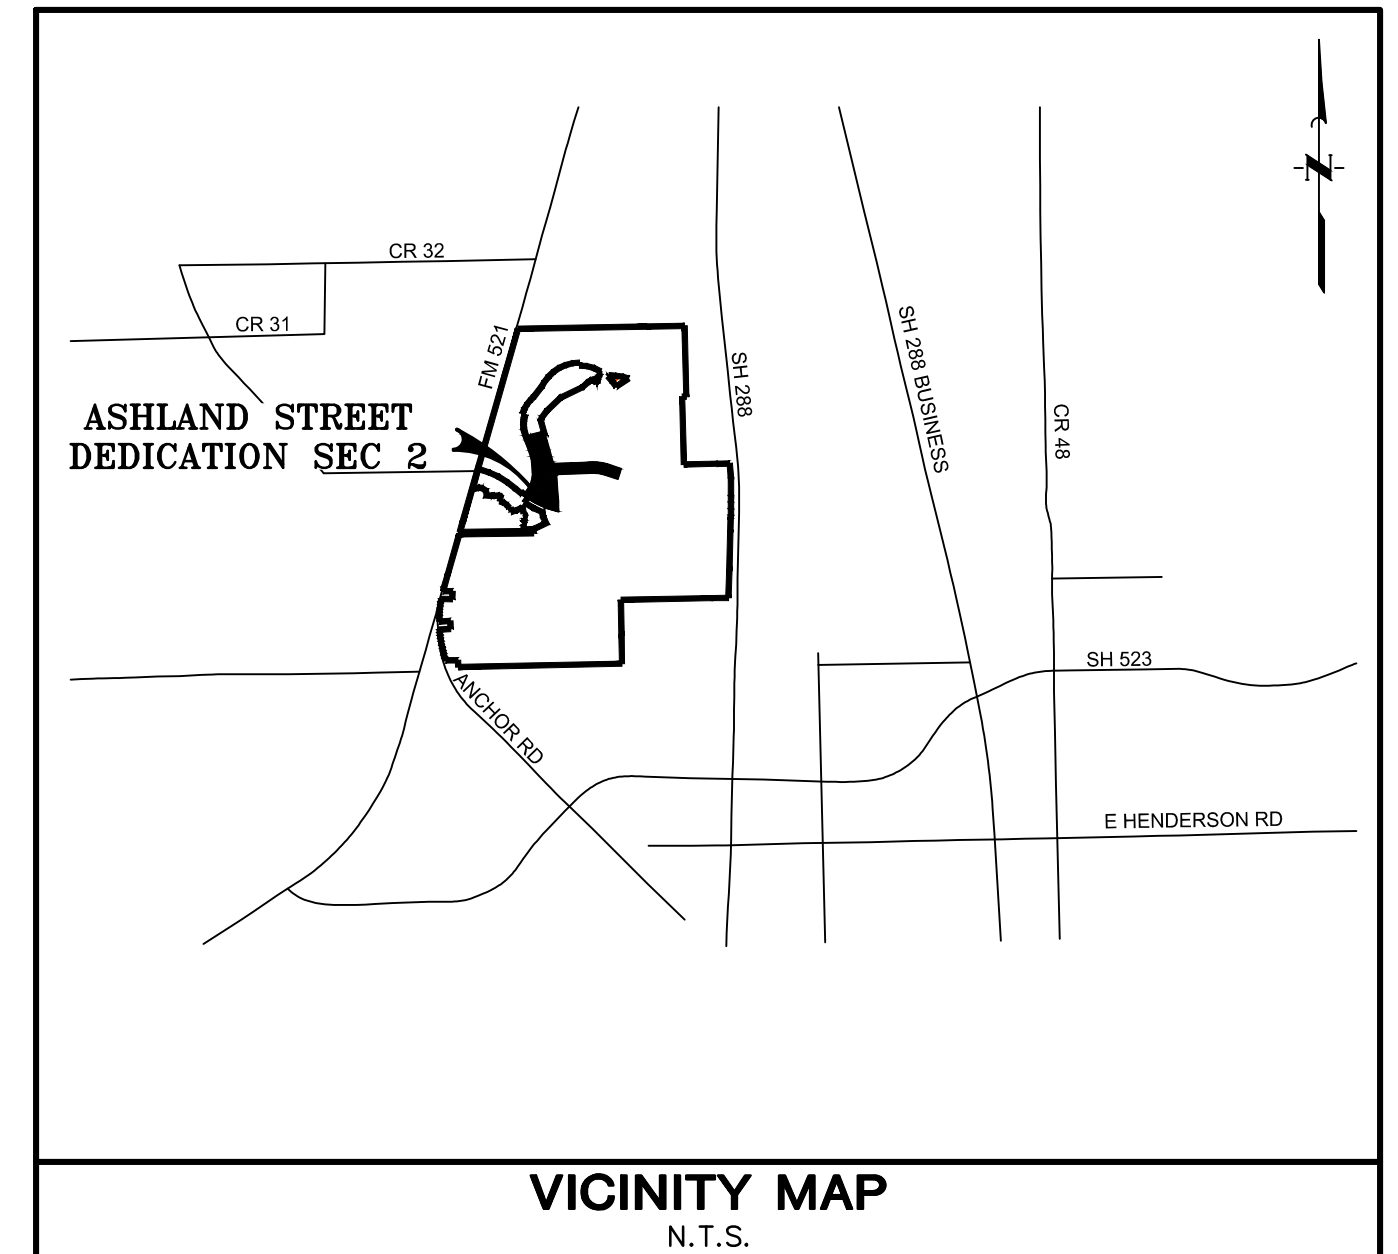 CR 32
CR 31
FM 521
SH 288
SH 288 BUSINESS
CR 48
ASHLAND STREET
DEDICATION SEC 2
SH 523
ANCHOR RD
E HENDERSON RD
N
VICINITY MAP
N.T.S.